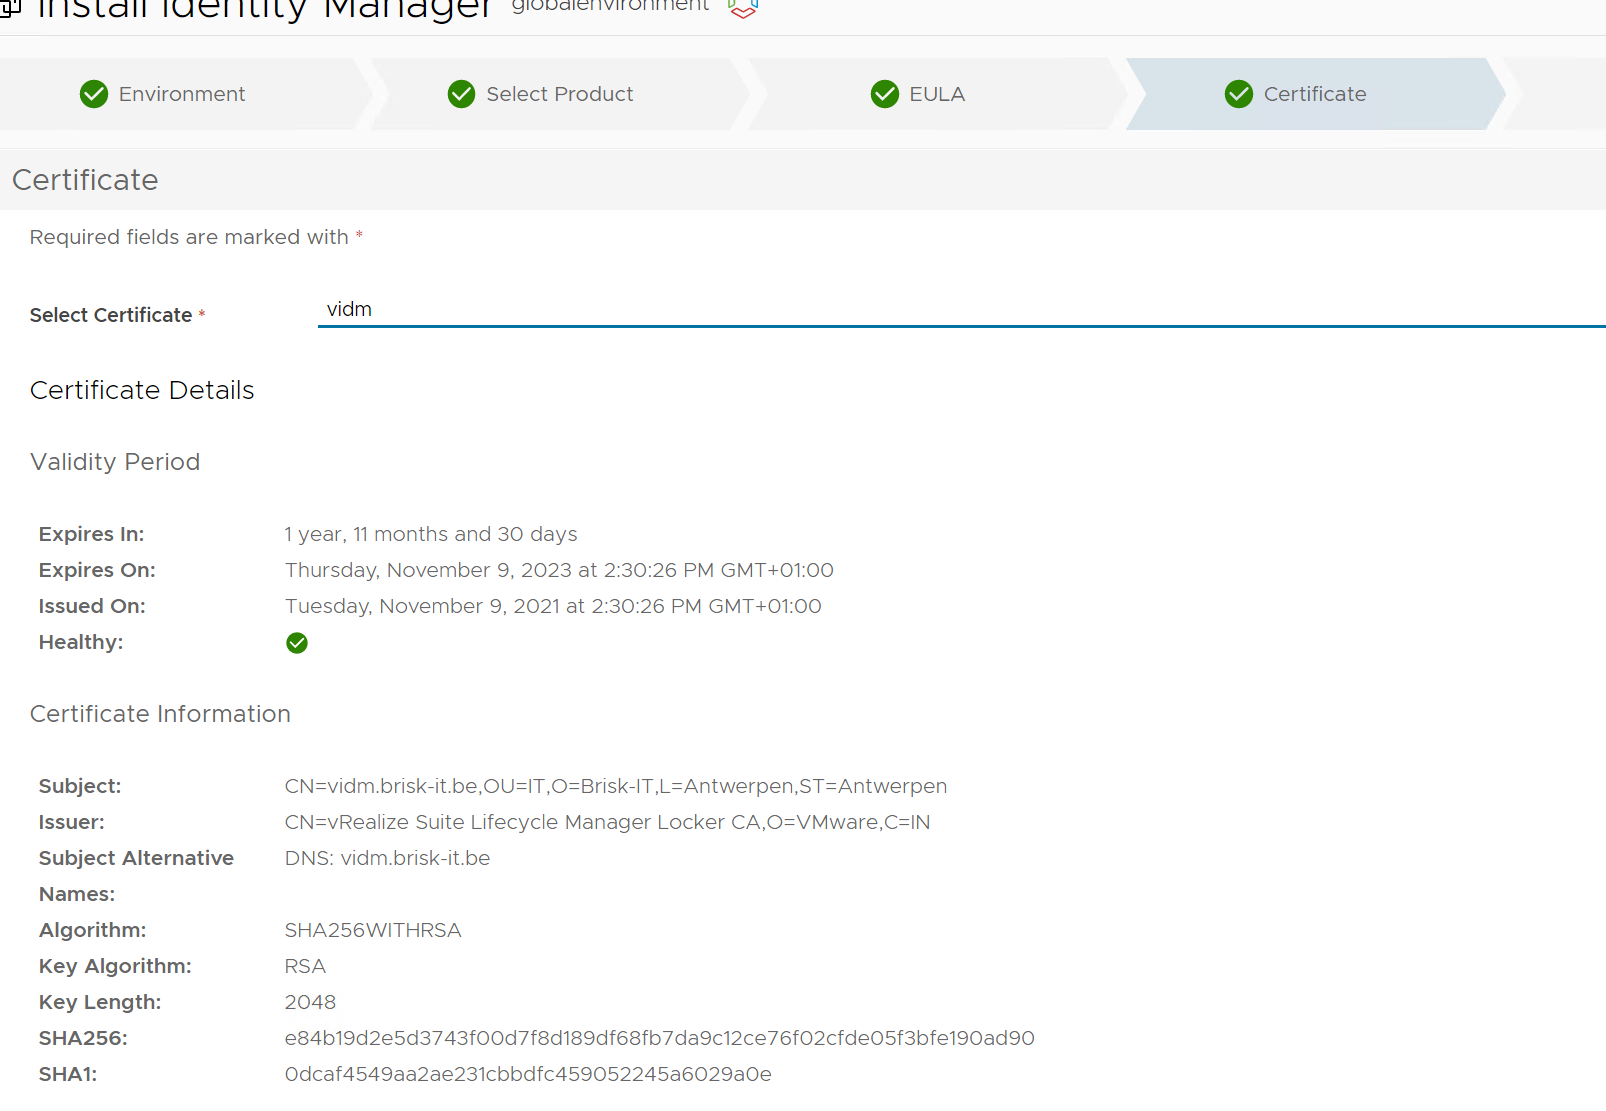 Install Identity Manager globalenvironment
Environment
Select Product
EULA
Certificate
Certificate
Required fields are marked with *
Select Certificate * vidm
Certificate Details
Validity Period
Expires In: 1 year, 11 months and 30 days
Expires On: Thursday, November 9, 2023 at 2:30:26 PM GMT+01:00
Issued On: Tuesday, November 9, 2021 at 2:30:26 PM GMT+01:00
Healthy:
Certificate Information
Subject: CN=vidm.brisk-it.be,OU=IT,O=Brisk-IT,L=Antwerpen,ST=Antwerpen
Issuer: CN=vRealize Suite Lifecycle Manager Locker CA,O=VMware,C=IN
Subject Alternative DNS: vidm.brisk-it.be
Names:
Algorithm: SHA256WITHRSA
Key Algorithm: RSA
Key Length: 2048
SHA256: e84b19d2e5d3743f00d7f8d189df68fb7da9c12ce76f02cfde05f3bfe190ad90
SHA1: 0dcaf4549aa2ae231cbbdfc459052245a6029a0e